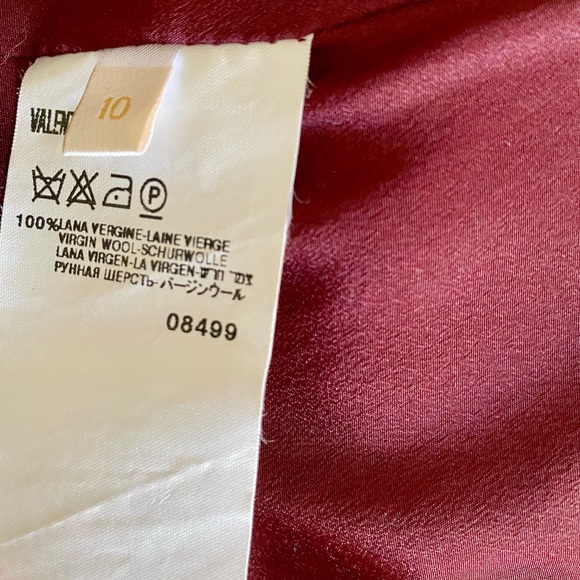 10
100%LANA VERGINE-LAINE VIERGE
VIRGIN WOOL-SCHURWOLLE
LANA VIRGEN-LA VIRGEN-צמר חדש
РУННАЯ ШЕРСТЬ-バージンウール
08499
P